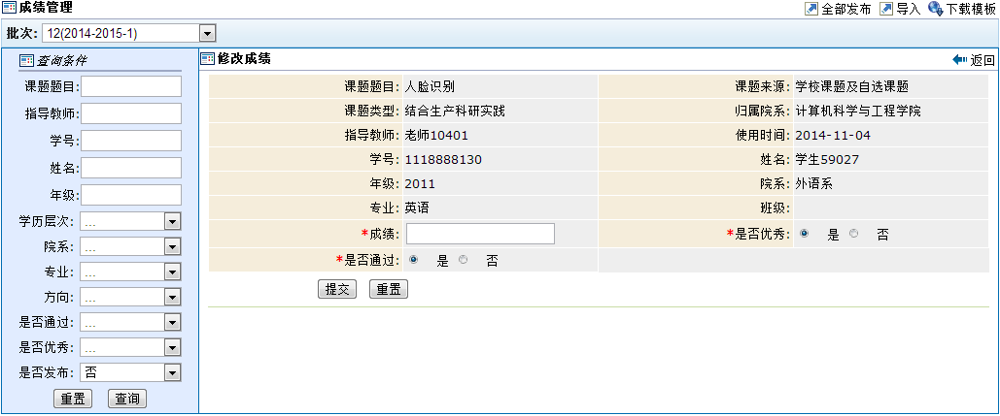 成绩管理 全部发布 导入 下载模板
批次: 12(2014-2015-1)
查询条件
课题题目:
指导教师:
学号:
姓名:
年级:
学历层次: ...
院系: ...
专业: ...
方向: ...
是否通过: ...
是否优秀: ...
是否发布: 否
重置 查询
修改成绩 返回
课题题目: 人脸识别 课题来源: 学校课题及自选课题
课题类型: 结合生产科研实践 归属院系: 计算机科学与工程学院
指导教师: 老师10401 使用时间: 2014-11-04
学号: 1118888130 姓名: 学生59027
年级: 2011 院系: 外语系
专业: 英语 班级:
*成绩: *是否优秀: 是 否
*是否通过: 是 否
提交 重置